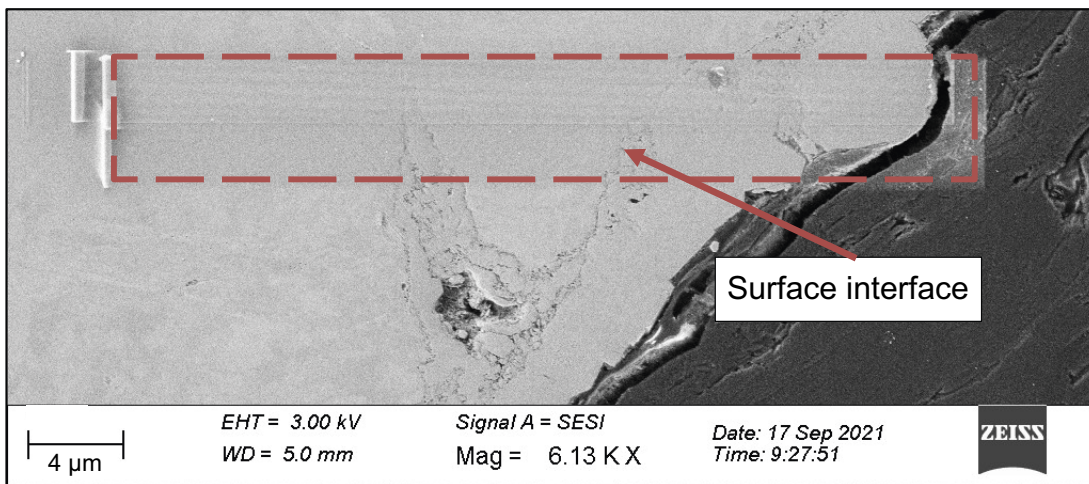 Surface interface
4 µm
EHT = 3.00 kV
WD = 5.0 mm
Signal A = SESI
Mag = 6.13 K X
Date: 17 Sep 2021
Time: 9:27:51
ZEISS